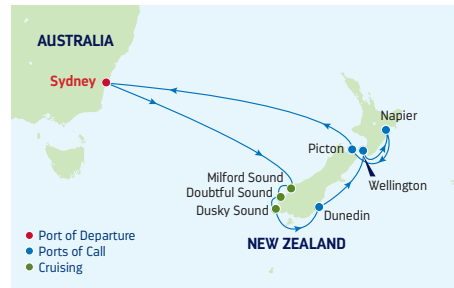 AUSTRALIA
Sydney
Napier
Picton
Wellington
Milford Sound
Doubtful Sound
Dusky Sound
Dunedin
NEW ZEALAND
Port of Departure
Ports of Call
Cruising